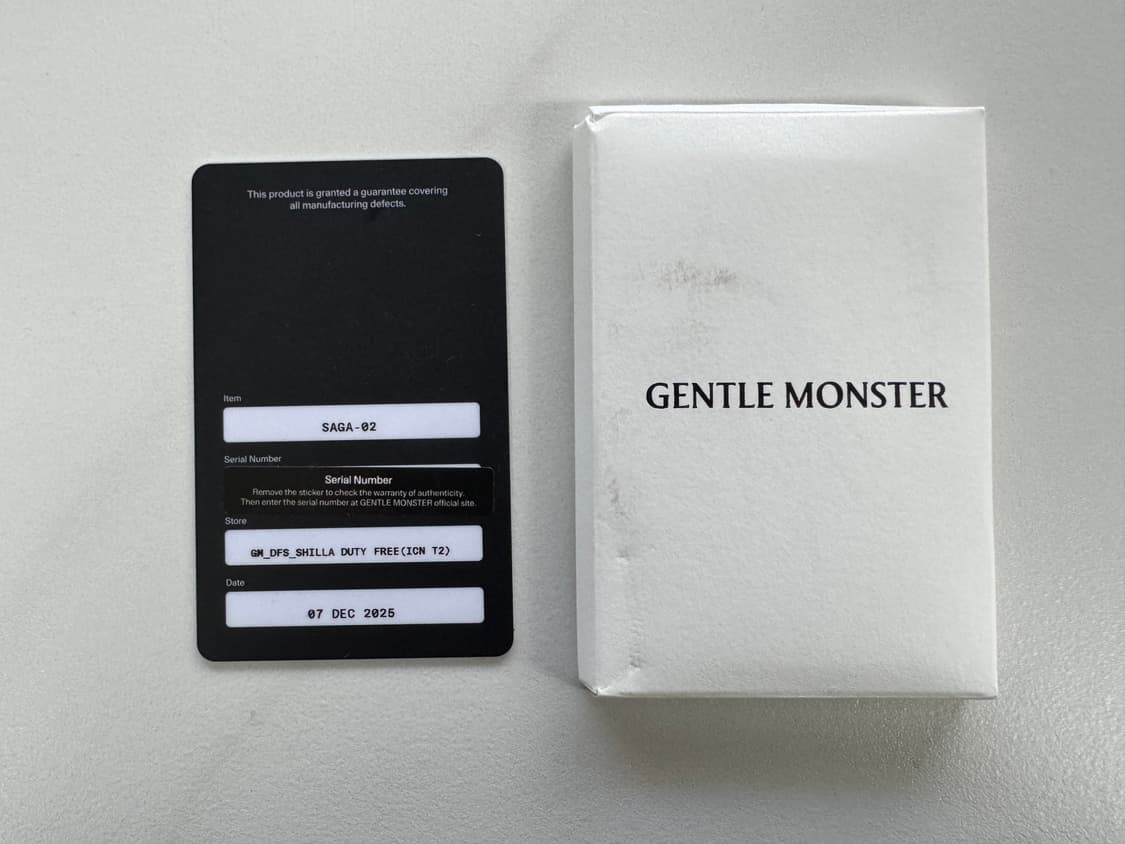 This product is granted a guarantee covering
all manufacturing defects.
Item
SAGA-02
Serial Number
Serial Number
Remove the sticker to check the warranty of authenticity.
Then enter the serial number at GENTLE MONSTER official site.
Store
GM_DFS_SHILLA DUTY FREE(ICN T2)
Date
07 DEC 2025
GENTLE MONSTER